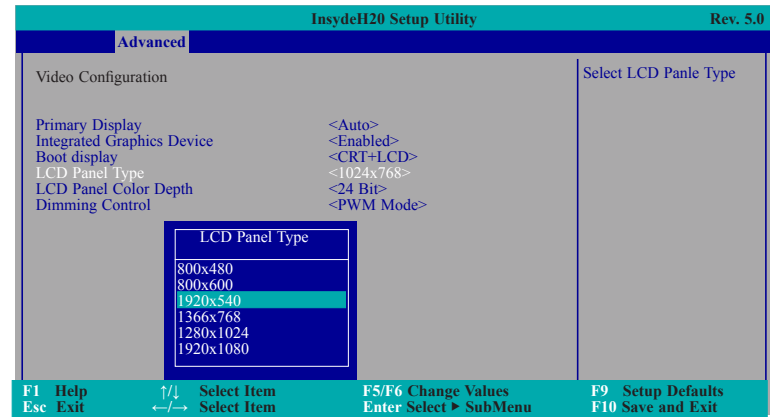 InsydeH20 Setup Utility Rev. 5.0
Advanced
Video Configuration
Select LCD Panle Type
Primary Display <Auto>
Integrated Graphics Device <Enabled>
Boot display <CRT+LCD>
LCD Panel Type <1024x768>
LCD Panel Color Depth <24 Bit>
Dimming Control <PWM Mode>
LCD Panel Type
800x480
800x600
1920x540
1366x768
1280x1024
1920x1080
F1 Help ↑/↓ Select Item F5/F6 Change Values F9 Setup Defaults
Esc Exit ←/→ Select Item Enter Select ▶ SubMenu F10 Save and Exit